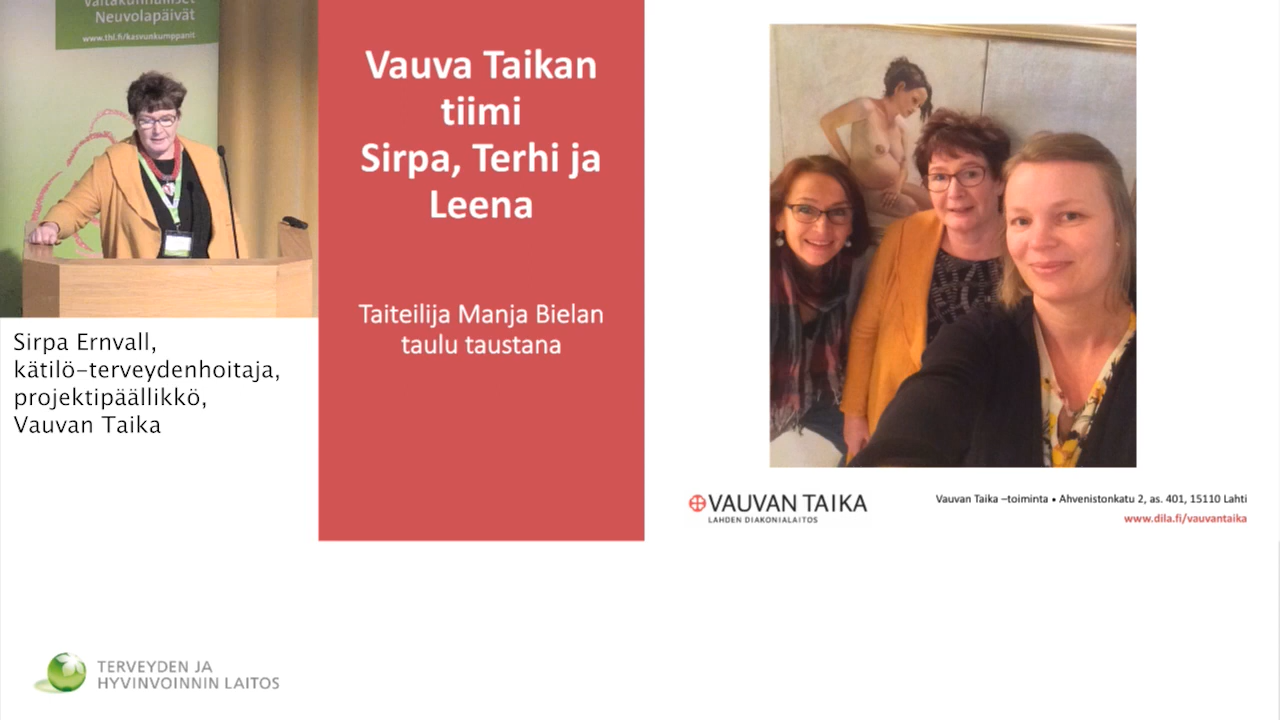 Valtakunnalliset
Neuvolapäivät
www.thl.fi/kasvunkumppanit
Sirpa Ernvall,
kätilö-terveydenhoitaja,
projektipäällikkö,
Vauvan Taika
Vauva Taikan
tiimi
Sirpa, Terhi ja
Leena
Taiteilija Manja Bielan
taulu taustana
VAUVAN TAIKA
LAHDEN DIAKONIALAITOS
Vauvan Taika –toiminta • Ahvenistonkatu 2, as. 401, 15110 Lahti
www.dila.fi/vauvantaika
TERVEYDEN JA
HYVINVOINNIN LAITOS